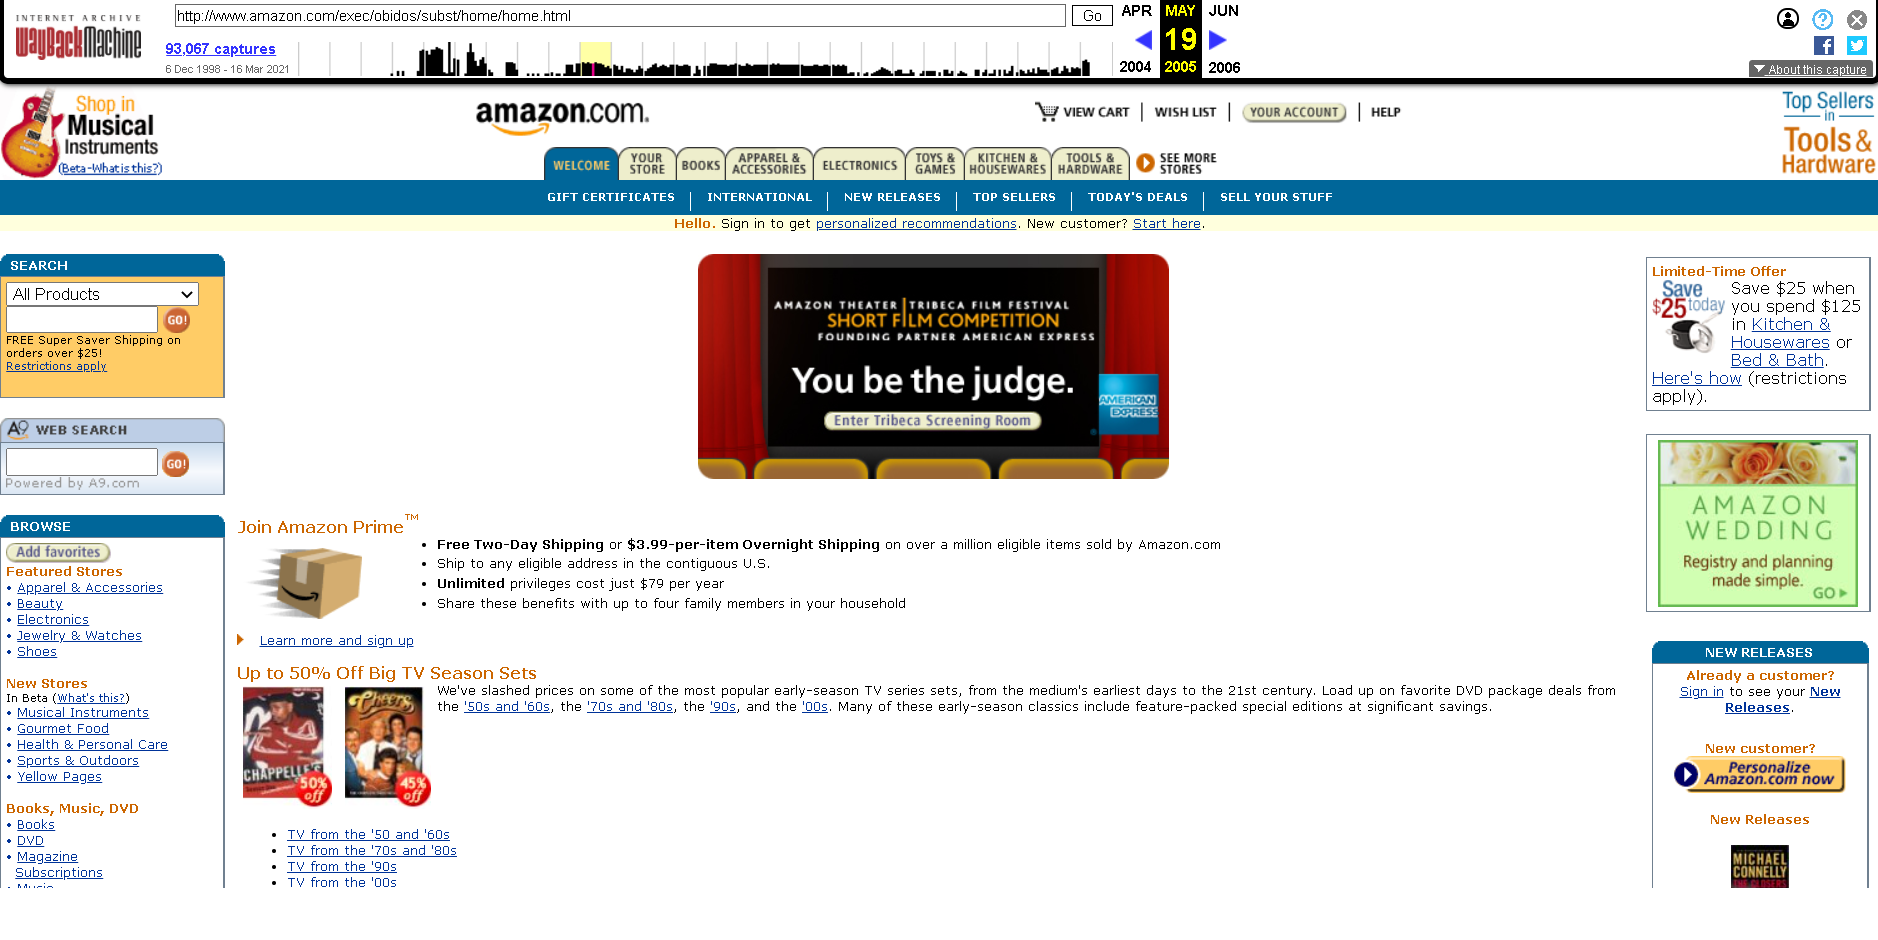 INTERNET ARCHIVE
WayBackMachine
http://www.amazon.com/exec/obidos/subst/home/home.html
Go
93,067 captures
6 Dec 1998 - 16 Mar 2021
APR MAY JUN
19
2004 2005 2006
About this capture
Shop in
Musical
Instruments
(Beta-What is this?)
amazon.com.
VIEW CART
WISH LIST
YOUR ACCOUNT
HELP
Top Sellers
in
Tools &
Hardware
WELCOME
YOUR
STORE
BOOKS
APPAREL &
ACCESSORIES
ELECTRONICS
TOYS &
GAMES
KITCHEN &
HOUSEWARES
TOOLS &
HARDWARE
SEE MORE
STORES
GIFT CERTIFICATES
INTERNATIONAL
NEW RELEASES
TOP SELLERS
TODAY'S DEALS
SELL YOUR STUFF
Hello. Sign in to get personalized recommendations. New customer? Start here.
SEARCH
All Products
GO!
FREE Super Saver Shipping on
orders over $25!
Restrictions apply
A9 WEB SEARCH
GO!
Powered by A9.com
BROWSE
Add favorites
Featured Stores
• Apparel & Accessories
• Beauty
• Electronics
• Jewelry & Watches
• Shoes
New Stores
In Beta (What's this?)
• Musical Instruments
• Gourmet Food
• Health & Personal Care
• Sports & Outdoors
• Yellow Pages
Books, Music, DVD
• Books
• DVD
• Magazine
Subscriptions
• Music
AMAZON THEATER | TRIBECA FILM FESTIVAL
SHORT FILM COMPETITION
FOUNDING PARTNER AMERICAN EXPRESS
You be the judge.
AMERICAN
EXPRESS
Enter Tribeca Screening Room
Join Amazon Prime™
• Free Two-Day Shipping or $3.99-per-item Overnight Shipping on over a million eligible items sold by Amazon.com
• Ship to any eligible address in the contiguous U.S.
• Unlimited privileges cost just $79 per year
• Share these benefits with up to four family members in your household
Learn more and sign up
Up to 50% Off Big TV Season Sets
CHAPPELLE'S
50%
off
Cheers
45%
off
We've slashed prices on some of the most popular early-season TV series sets, from the medium's earliest days to the 21st century. Load up on favorite DVD package deals from
the '50s and '60s, the '70s and '80s, the '90s, and the '00s. Many of these early-season classics include feature-packed special editions at significant savings.
• TV from the '50 and '60s
• TV from the '70s and '80s
• TV from the '90s
• TV from the '00s
Limited-Time Offer
Save
$25 today
Save $25 when
you spend $125
in Kitchen &
Housewares or
Bed & Bath.
Here's how (restrictions
apply).
AMAZON
WEDDING
Registry and planning
made simple.
GO
NEW RELEASES
Already a customer?
Sign in to see your New
Releases.
New customer?
Personalize
Amazon.com now
New Releases
MICHAEL
CONNELLY
THE CLOSERS